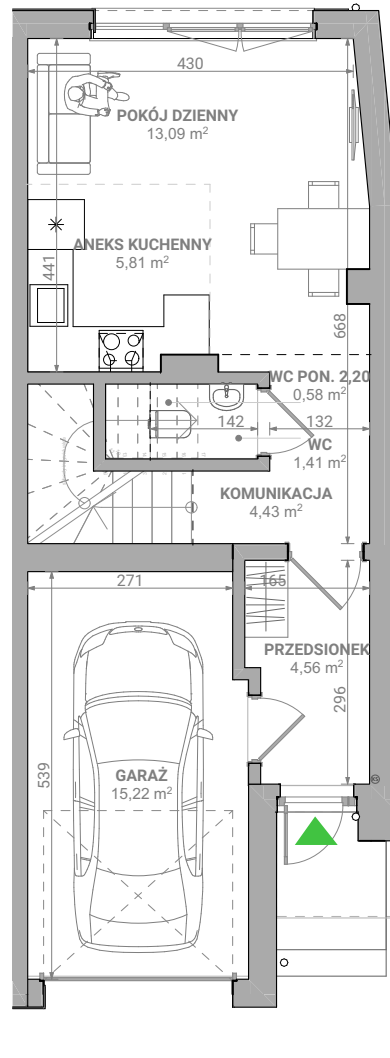 430
POKÓJ DZIENNY
13,09 m²
ANEKS KUCHENNY
5,81 m²
441
668
WC PON. 2,20
0,58 m²
142
132
WC
1,41 m²
KOMUNIKACJA
4,43 m²
271
165
PRZEDSIONEK
4,56 m²
296
539
GARAŻ
15,22 m²